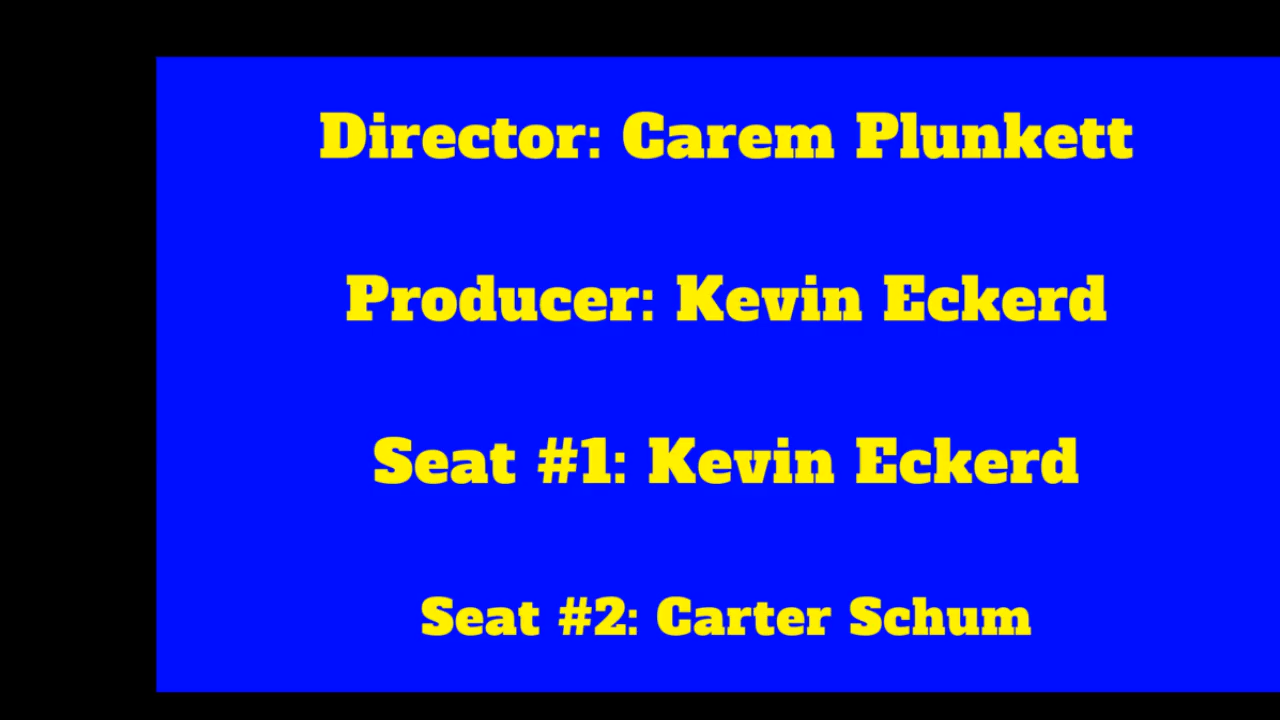 Director: Carem Plunkett
Producer: Kevin Eckerd
Seat #1: Kevin Eckerd
Seat #2: Carter Schum